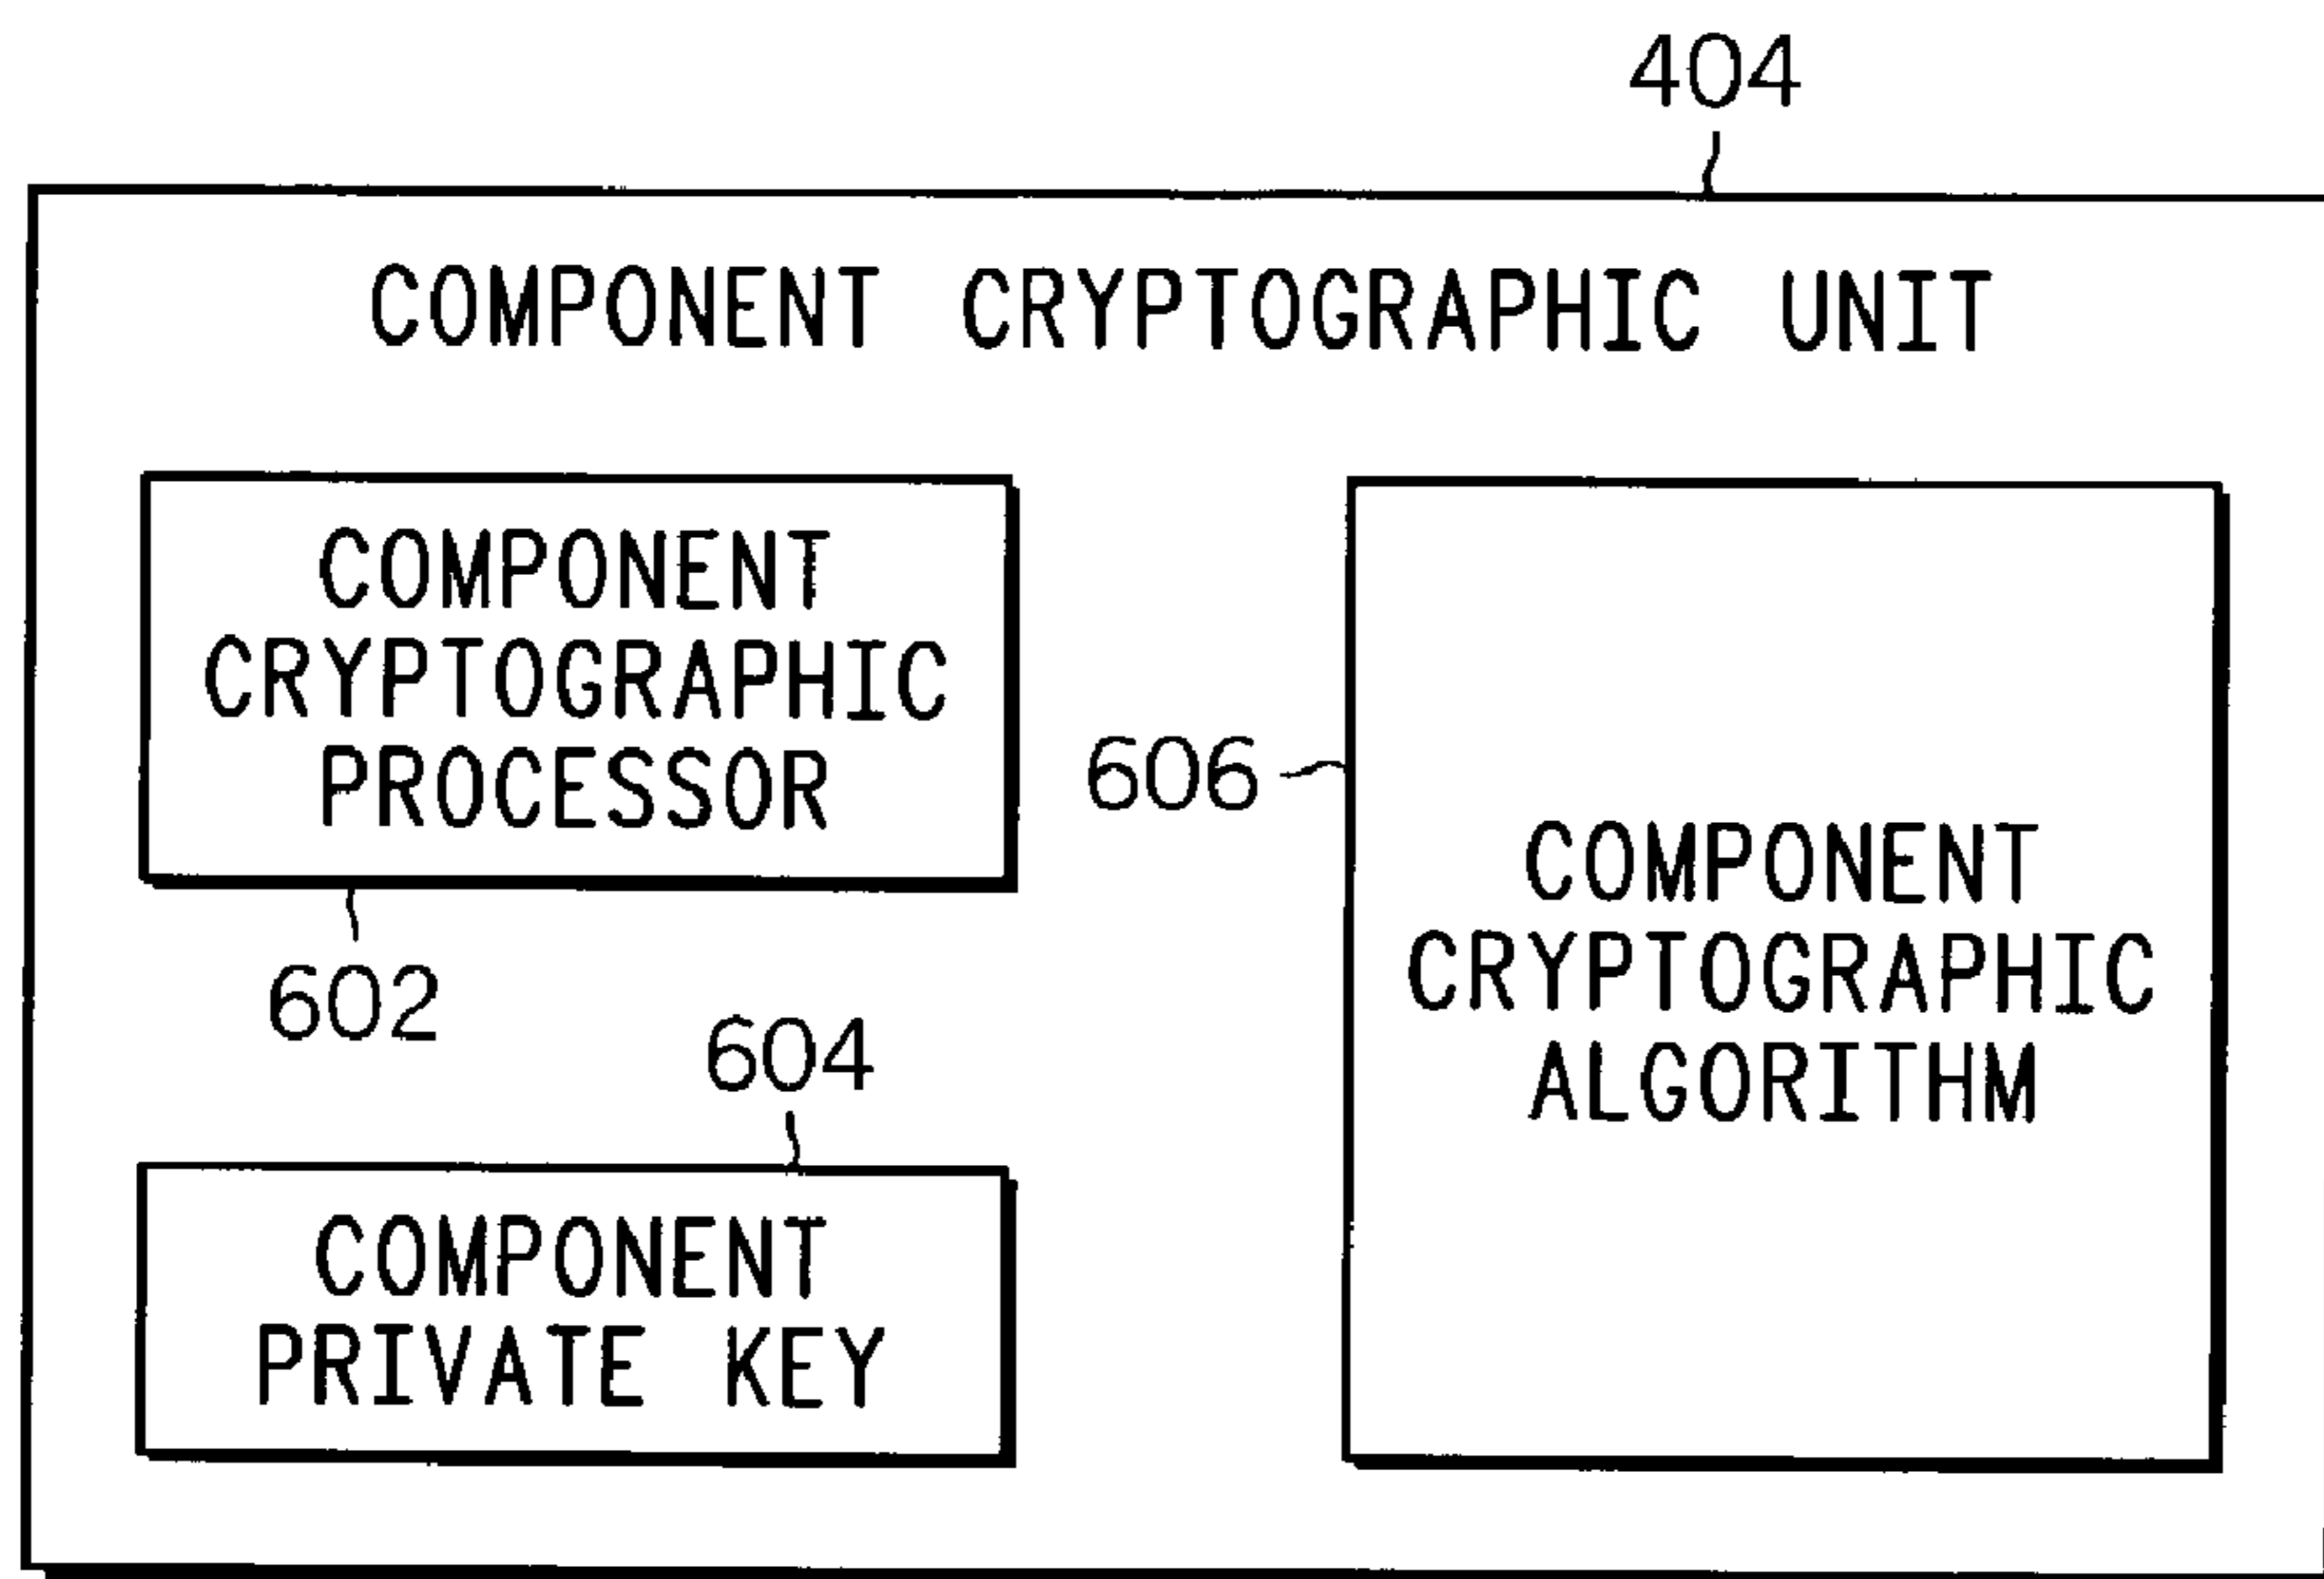 404
COMPONENT CRYPTOGRAPHIC UNIT
COMPONENT
CRYPTOGRAPHIC
PROCESSOR
602
604
COMPONENT
PRIVATE KEY
606
COMPONENT
CRYPTOGRAPHIC
ALGORITHM